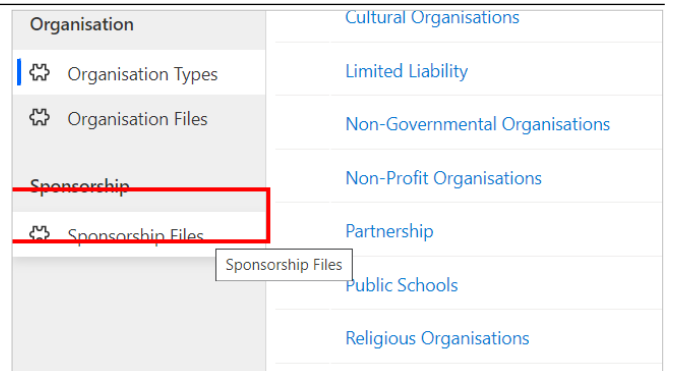 Organisation
Organisation Types
Organisation Files
Sponsorship
Sponsorship Files
Sponsorship Files
Cultural Organisations
Limited Liability
Non-Governmental Organisations
Non-Profit Organisations
Partnership
Public Schools
Religious Organisations